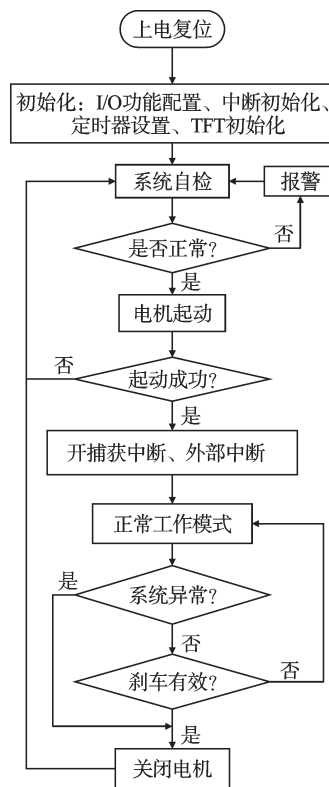 上电复位
初始化：I/O功能配置、中断初始化、
定时器设置、TFT初始化
系统自检
报警
是否正常？
否
是
电机起动
否
起动成功？
是
开捕获中断、外部中断
正常工作模式
是
系统异常？
否
刹车有效？
否
是
关闭电机